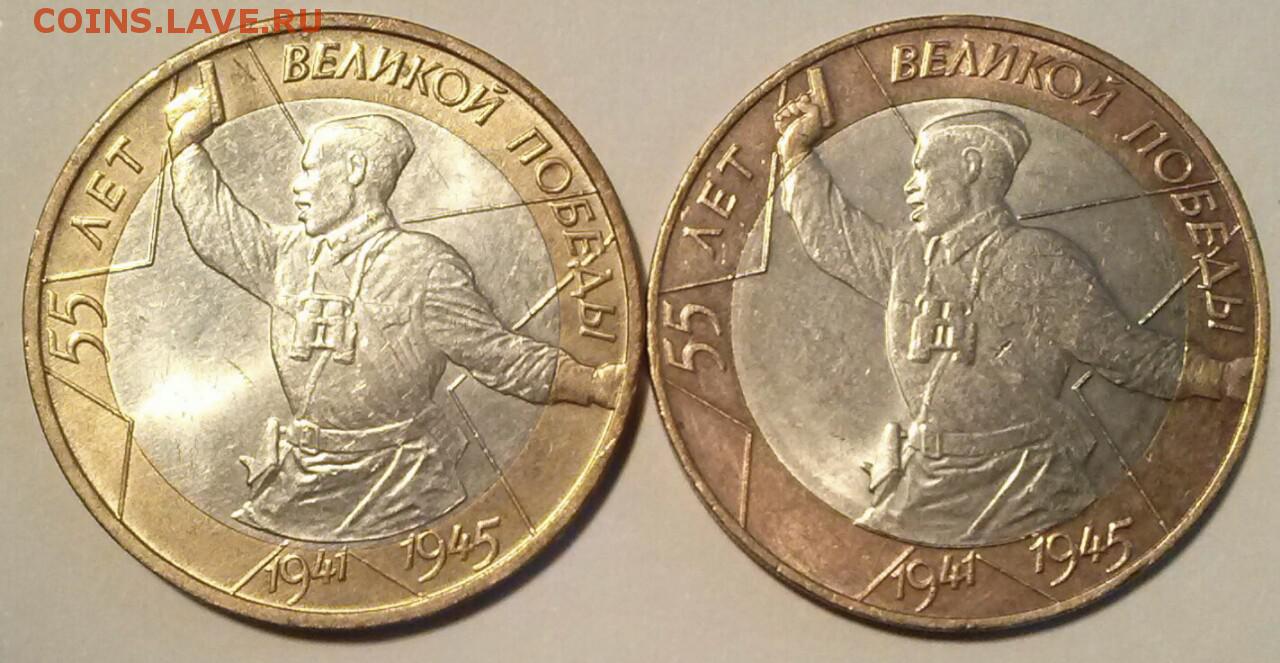 COINS.LAVE.RU
55 ЛЕТ ВЕЛИКОЙ ПОБЕДЫ
1941 1945
55 ЛЕТ ВЕЛИКОЙ ПОБЕДЫ
1941 1945